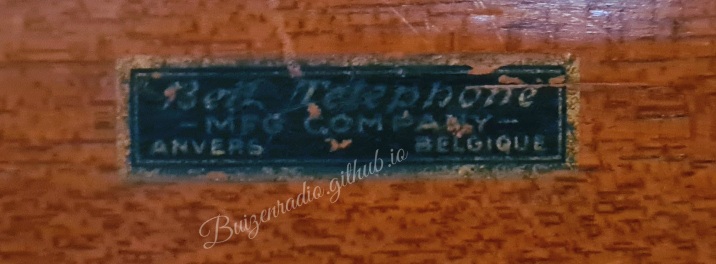 Bell Telephone
- MFG COMPANY -
ANVERS BELGIQUE
Buizenradio.github.io